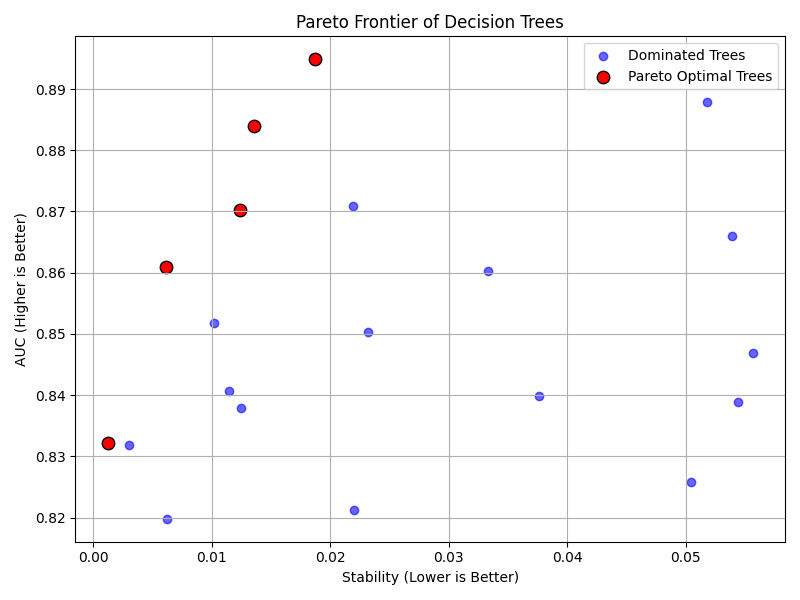 Pareto Frontier of Decision Trees
Dominated Trees
Pareto Optimal Trees
AUC (Higher is Better)
0.89
0.88
0.87
0.86
0.85
0.84
0.83
0.82
0.00 0.01 0.02 0.03 0.04 0.05
Stability (Lower is Better)